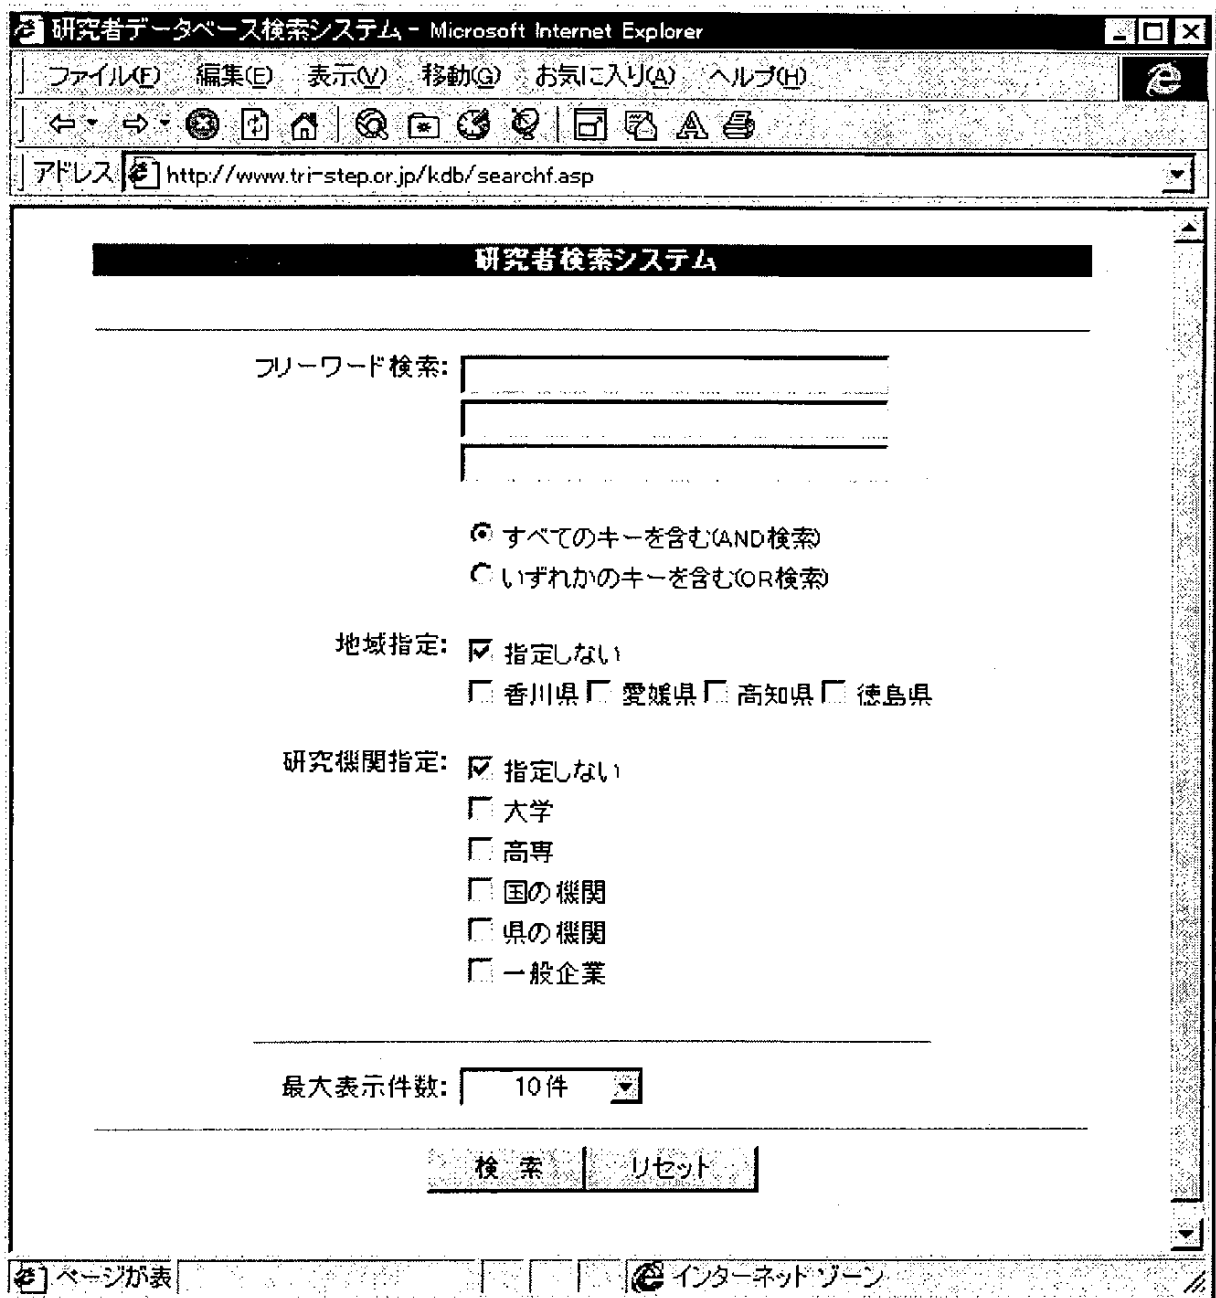 研究者データベース検索システム - Microsoft Internet Explorer
ファイル(F) 編集(E) 表示(V) 移動(G) お気に入り(A) ヘルプ(H)
アドレス http://www.tri-step.or.jp/kdb/searchf.asp
研究者検索システム
フリーワード検索:
すべてのキーを含む(AND検索)
いずれかのキーを含む(OR検索)
地域指定: 指定しない
香川県 愛媛県 高知県 徳島県
研究機関指定: 指定しない
大学
高専
国の機関
県の機関
一般企業
最大表示件数: 10件
検 索 リセット
ページが表 インターネット ゾーン